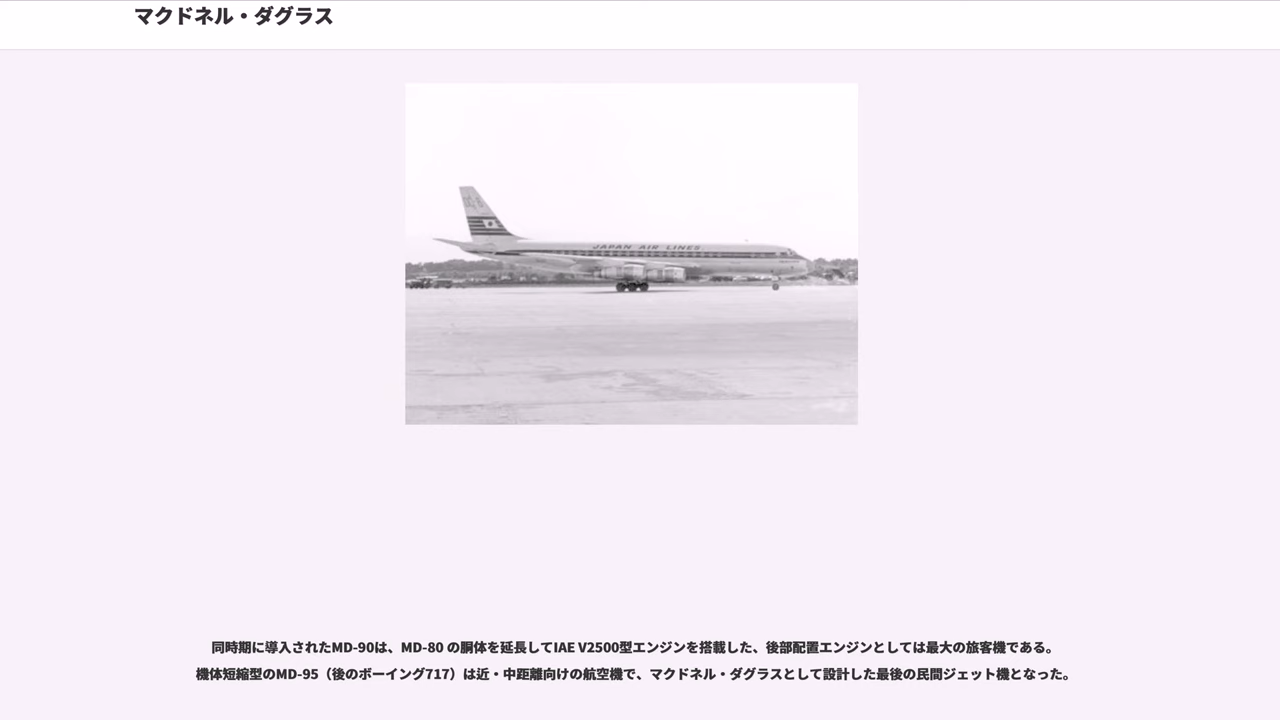 マクドネル・ダグラス
JAPAN AIR LINES
同時期に導入されたMD-90は、MD-80 の胴体を延長してIAE V2500型エンジンを搭載した、後部配置エンジンとしては最大の旅客機である。
機体短縮型のMD-95（後のボーイング717）は近・中距離向けの航空機で、マクドネル・ダグラスとして設計した最後の民間ジェット機となった。